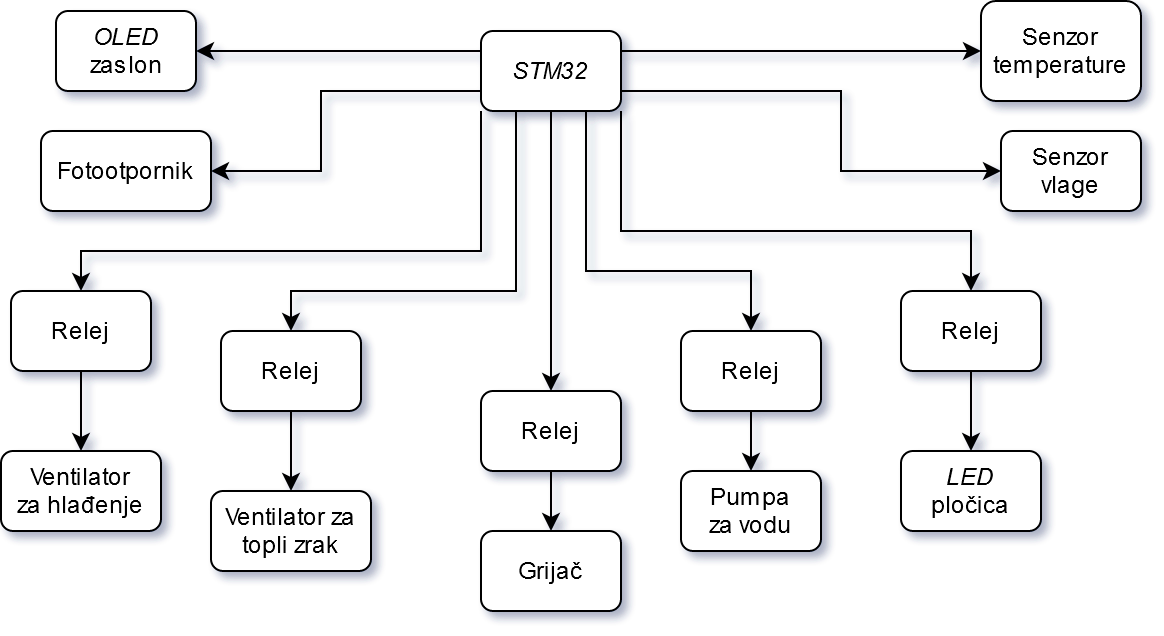 OLED
zaslon
STM32
Senzor
temperature
Fotootpornik
Senzor
vlage
Relej
Relej
Relej
Relej
Relej
Ventilator
za hlađenje
Ventilator za
topli zrak
Grijač
Pumpa
za vodu
LED
pločica